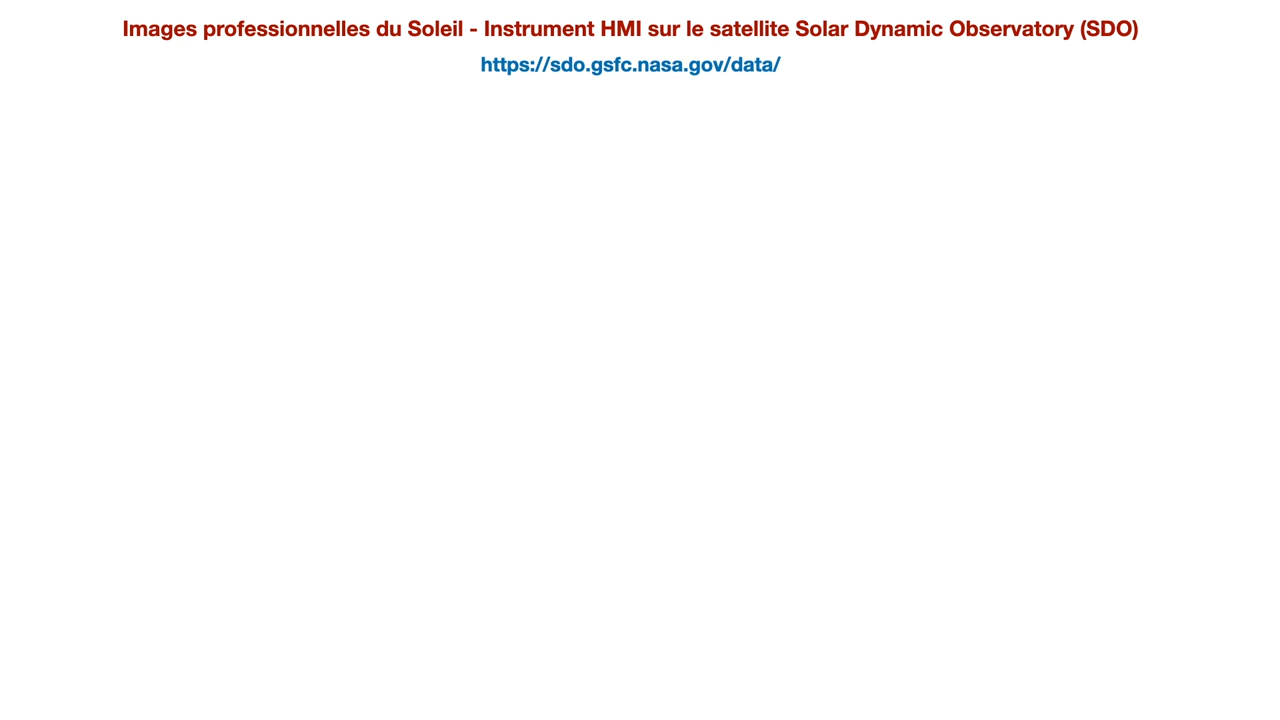 Images professionnelles du Soleil - Instrument HMI sur le satellite Solar Dynamic Observatory (SDO)
https://sdo.gsfc.nasa.gov/data/